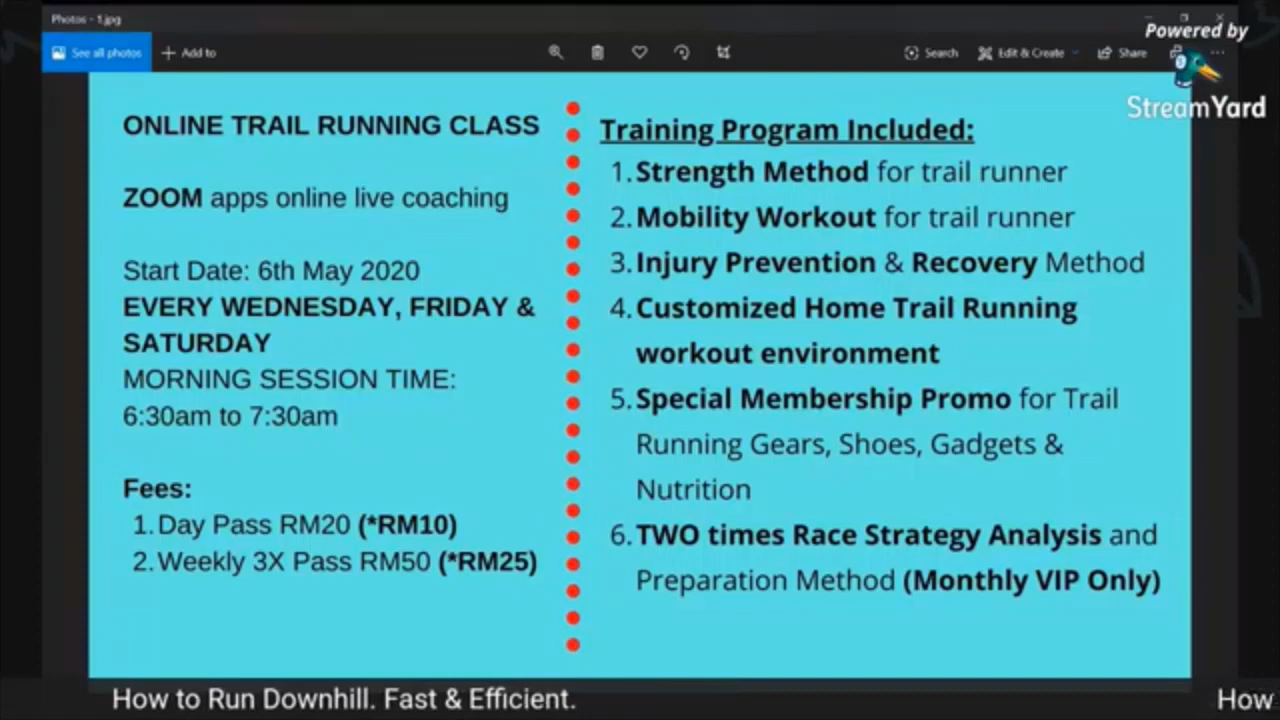 Photos - 1.jpg
See all photos
Add to
Search
Edit & Create
Share
Powered by
StreamYard
ONLINE TRAIL RUNNING CLASS
ZOOM apps online live coaching
Start Date: 6th May 2020
EVERY WEDNESDAY, FRIDAY &
SATURDAY
MORNING SESSION TIME:
6:30am to 7:30am
Fees:
1. Day Pass RM20 (*RM10)
2. Weekly 3X Pass RM50 (*RM25)
Training Program Included:
1. Strength Method for trail runner
2. Mobility Workout for trail runner
3. Injury Prevention & Recovery Method
4. Customized Home Trail Running
workout environment
5. Special Membership Promo for Trail
Running Gears, Shoes, Gadgets &
Nutrition
6. TWO times Race Strategy Analysis and
Preparation Method (Monthly VIP Only)
How to Run Downhill. Fast & Efficient.
How